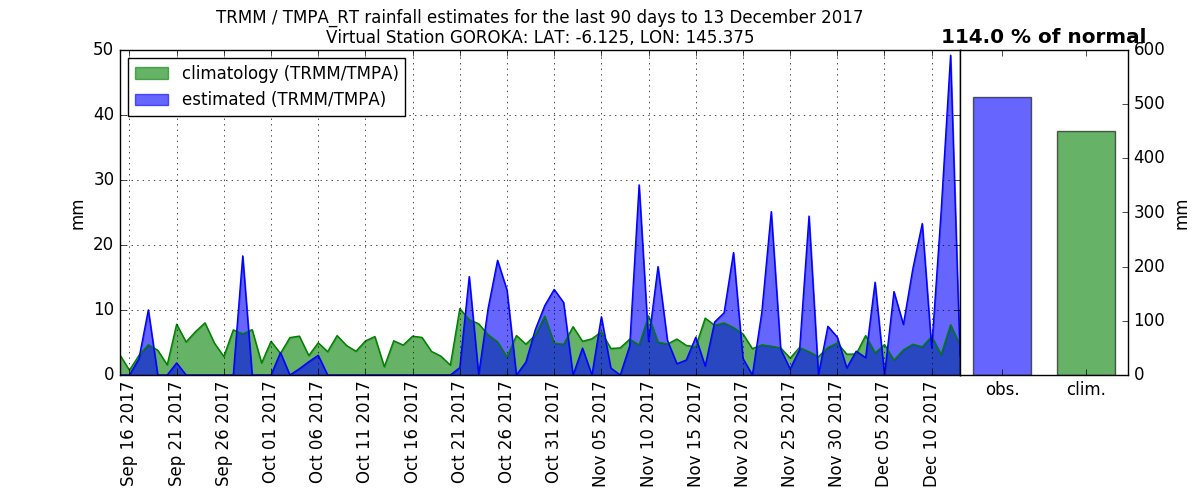 TRMM / TMPA_RT rainfall estimates for the last 90 days to 13 December 2017
Virtual Station GOROKA: LAT: -6.125, LON: 145.375
114.0 % of normal
climatology (TRMM/TMPA)
estimated (TRMM/TMPA)
50
40
30
20
10
0
mm
600
500
400
300
200
100
0
mm
Sep 16 2017
Sep 21 2017
Sep 26 2017
Oct 01 2017
Oct 06 2017
Oct 11 2017
Oct 16 2017
Oct 21 2017
Oct 26 2017
Oct 31 2017
Nov 05 2017
Nov 10 2017
Nov 15 2017
Nov 20 2017
Nov 25 2017
Nov 30 2017
Dec 05 2017
Dec 10 2017
obs.
clim.